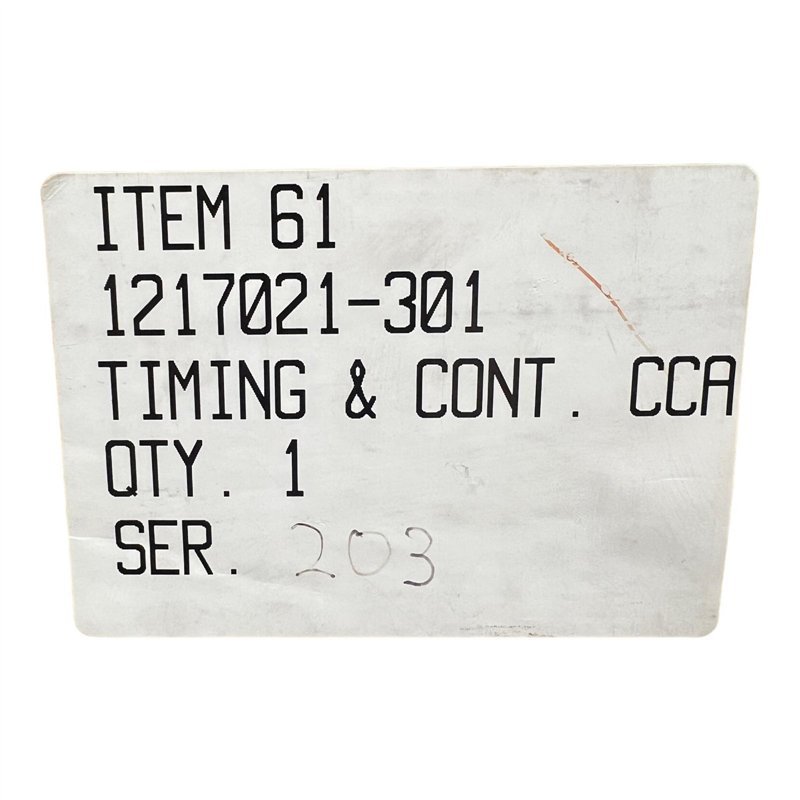 ITEM 61
1217021-301
TIMING & CONT. CCA
QTY. 1
SER. 203